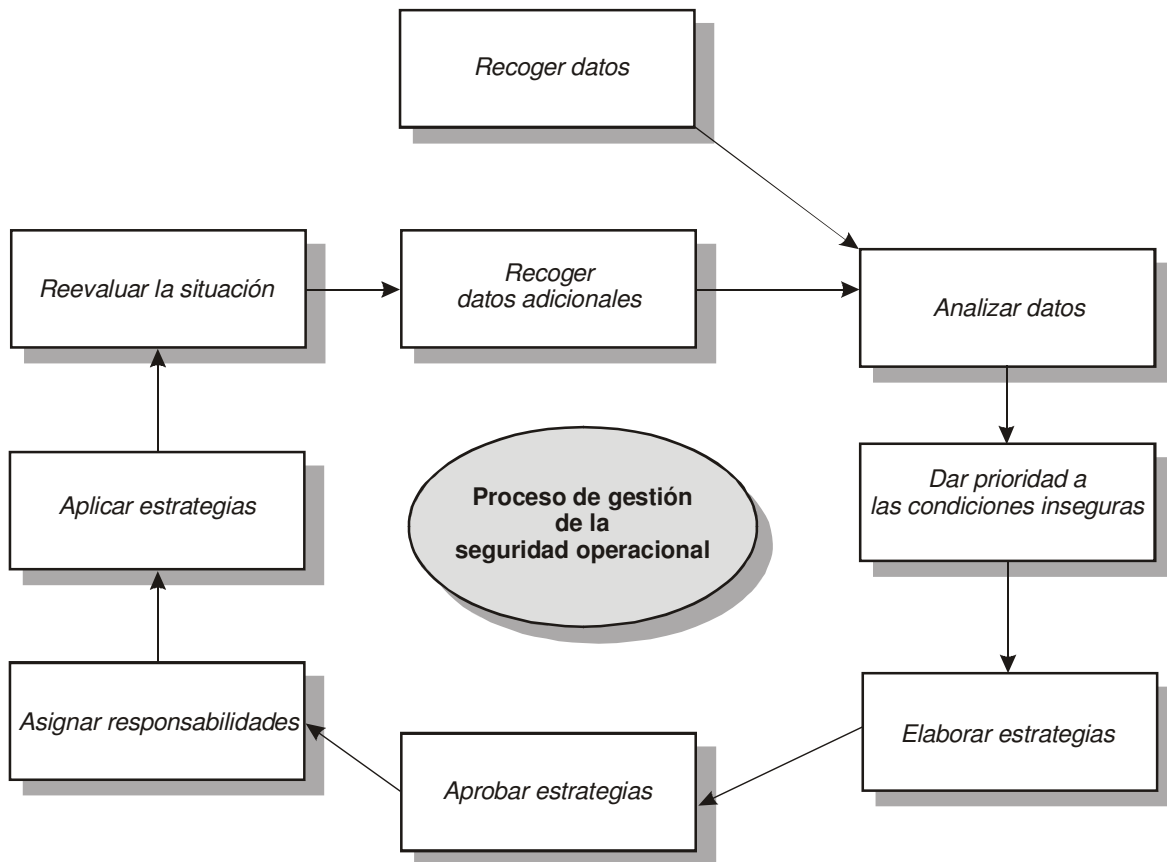 Recoger datos
Reevaluar la situación
Recoger
datos adicionales
Analizar datos
Aplicar estrategias
Proceso de gestión
de la
seguridad operacional
Dar prioridad a
las condiciones inseguras
Asignar responsabilidades
Aprobar estrategias
Elaborar estrategias